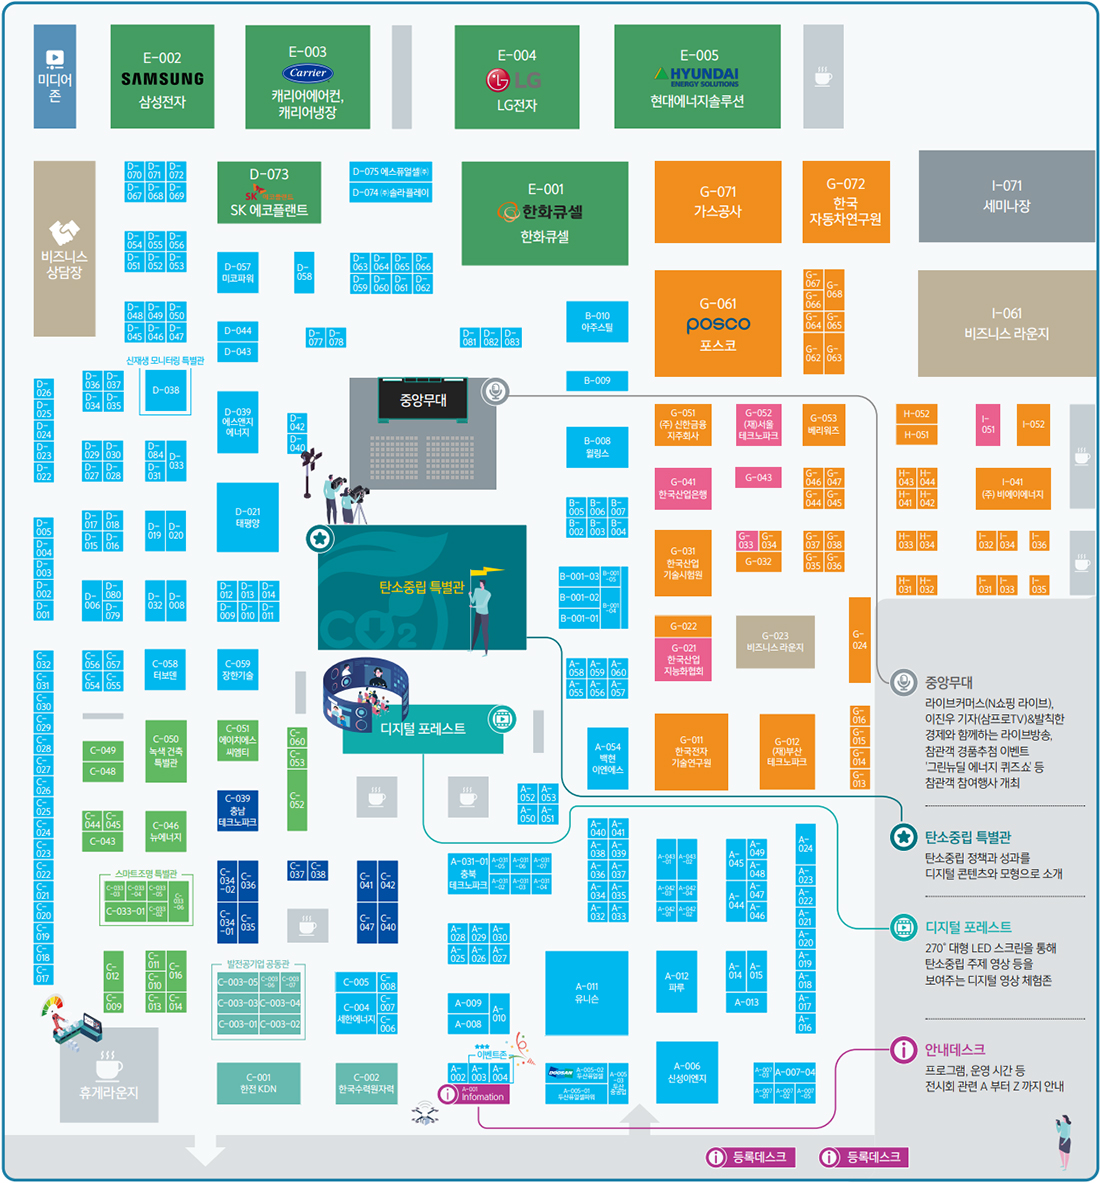 미디어
존
E-002
SAMSUNG
삼성전자
E-003
Carrier
캐리어에어컨,
캐리어냉장
E-004
LG
LG전자
E-005
HYUNDAI
ENERGY SOLUTIONS
현대에너지솔루션
비즈니스
상담장
D-070 D-071 D-072
D-067 D-068 D-069
D-073
SK 에코플랜트
D-075 에스퓨얼셀㈜
D-074 ㈜솔라플레이
E-001
한화큐셀
한화큐셀
G-071
가스공사
G-072
한국
자동차연구원
I-071
세미나장
D-054 D-055 D-056
D-051 D-052 D-053
D-057
미코파워
D-058
D-063 D-064 D-065 D-066
D-059 D-060 D-061 D-062
G-061
posco
포스코
G-067
G-066 G-068
G-064 G-065
G-062 G-063
I-061
비즈니스 라운지
D-048 D-049 D-050
D-045 D-046 D-047
D-044
D-043
D-077 D-078
D-081 D-082 D-083
B-010
아주스틸
B-009
신재생 모니터링 특별관
D-026
D-025
D-024
D-023
D-022
D-036 D-037
D-034 D-035
D-038
D-039
에스앤지
에너지
D-042
D-040
중앙무대
B-008
윌링스
G-051
(주) 신한금융
지주회사
G-052
(재)서울
테크노파크
G-053
베리워즈
H-052
H-051
I-051
I-052
D-029 D-030
D-027 D-028
D-084
D-031
D-033
G-041
한국산업은행
G-043
G-046 G-047
G-044 G-045
H-043 H-044
H-041 H-042
I-041
(주) 비에이에너지
D-021
태평양
B-005 B-006 B-007
B-002 B-003 B-004
D-005
D-004
D-003
D-002
D-001
D-017 D-018
D-015 D-016
D-019 D-020
탄소중립 특별관
CO2
G-031
한국산업
기술시험원
G-033 G-034
G-032
G-037 G-038
G-035 G-036
H-033 H-034
I-032 I-034
I-036
D-006
D-080
D-079
D-032 D-008
D-012 D-013 D-014
D-009 D-010 D-011
B-001-03
B-001-05
B-001-02
B-001-04
B-001-01
H-031 H-032
I-031 I-033
I-035
G-022
G-021
한국산업
지능화협회
G-023
비즈니스 라운지
G-024
C-032
C-031
C-030
C-029
C-028
C-027
C-026
C-025
C-024
C-023
C-022
C-021
C-020
C-019
C-018
C-017
C-056 C-057
C-054 C-055
C-058
터보덴
C-059
장한기술
A-058 A-059 A-060
A-055 A-056 A-057
디지털 포레스트
C-049
C-048
C-050
녹색 건축
특별관
C-051
에이치에스
씨엠티
C-060
C-053
C-052
A-054
백현
이엔에스
G-011
한국전자
기술연구원
G-012
(재)부산
테크노파크
G-016
G-015
G-014
G-013
C-044 C-045
C-043
C-046
뉴에너지
C-039
충남
테크노파크
A-052 A-053
A-050 A-051
스마트조명 특별관
C-033-03 C-033-04 C-033-05
C-033-06
C-033-01 C-033-02
C-034-02 C-036
C-034-01 C-035
C-037 C-038
C-041 C-042
C-047 C-040
A-031-01
충북
테크노파크
A-031-05 A-031-06 A-031-07
A-031-02 A-031-03 A-031-04
A-040 A-041
A-038 A-039
A-036 A-037
A-034 A-035
A-032 A-033
A-043-01 A-043-02
A-042-03 A-042-04
A-042-01 A-042-02
A-045 A-049
A-048
A-044 A-047
A-046
A-024
A-023
A-022
A-021
A-020
A-019
A-018
A-017
A-016
A-028 A-029 A-030
A-025 A-026 A-027
C-012
C-009
C-011
C-010
C-013
C-016
C-014
발전공기업 공동관
C-003-05 C-003-06 C-003-07
C-003-03 C-003-04
C-003-01 C-003-02
C-005
C-008
C-004
세한에너지
C-007
C-006
A-009
A-008
A-010
A-011
유니슨
A-012
파루
A-014 A-015
A-013
휴게라운지
C-001
한전 KDN
C-002
한국수력원자력
이벤트존
A-002 A-003 A-004
A-001
Infomation
DOOSAN
A-005-02
두산퓨얼셀
A-005-03
A-005-01
두산퓨얼셀파워
A-006
신성이엔지
A-007-03 A-007-04
A-007-01 A-007-02 A-007-05
중앙무대
라이브커머스(N쇼핑 라이브),
이진우 기자(삼프로TV)&발칙한
경제와 함께하는 라이브방송,
참관객 경품추첨 이벤트
'그린뉴딜 에너지 퀴즈쇼' 등
참관객 참여행사 개최
탄소중립 특별관
탄소중립 정책과 성과를
디지털 콘텐츠와 모형으로 소개
디지털 포레스트
270˚ 대형 LED 스크린을 통해
탄소중립 주제 영상 등을
보여주는 디지털 영상 체험존
안내데스크
프로그램, 운영 시간 등
전시회 관련 A 부터 Z 까지 안내
등록데스크
등록데스크